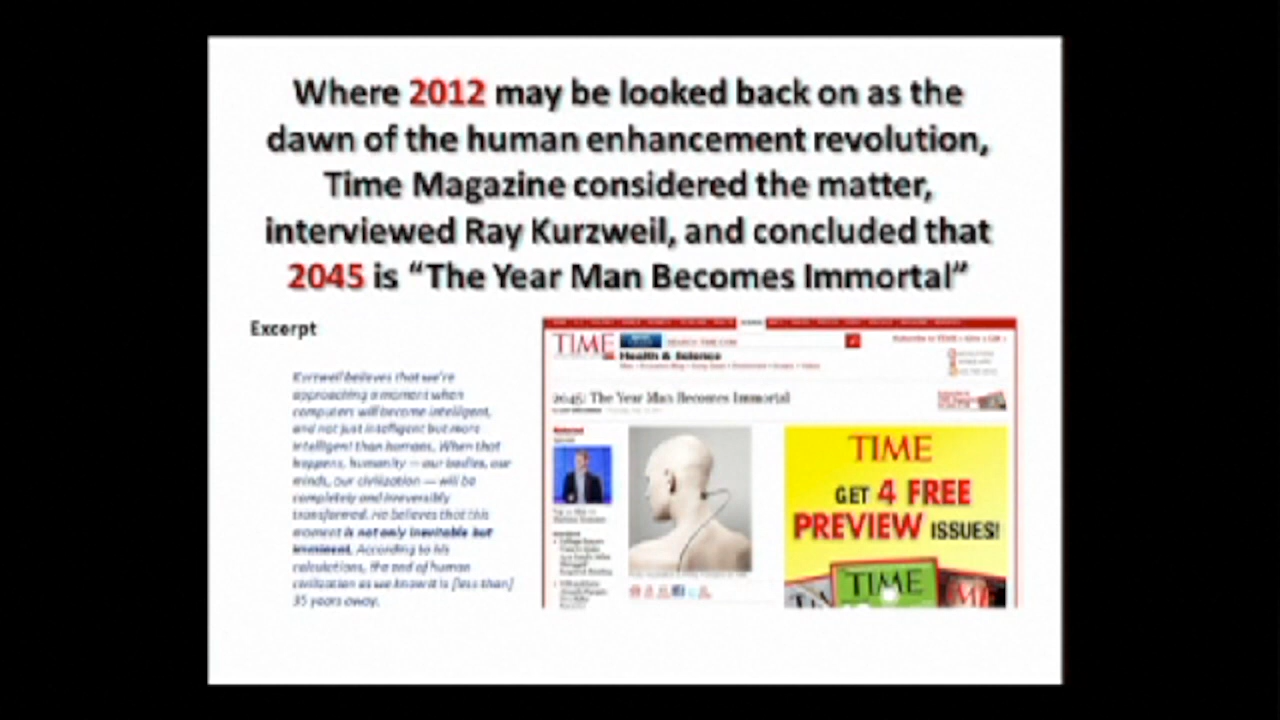 Where 2012 may be looked back on as the
dawn of the human enhancement revolution,
Time Magazine considered the matter,
interviewed Ray Kurzweil, and concluded that
2045 is “The Year Man Becomes Immortal”
Excerpt
Kurzweil believes that we're
approaching a moment when
computers will become intelligent,
and not just intelligent but more
intelligent than humans. When that
happens, humanity — our bodies, our
minds, our civilization — will be
completely and irreversibly
transformed. He believes that this
moment is not only inevitable but
imminent. According to his
calculations, the end of human
civilization as we know it is [less than]
35 years away.
TIME
Health & Science
2045: The Year Man Becomes Immortal
TIME
GET 4 FREE
PREVIEW ISSUES!
TIME